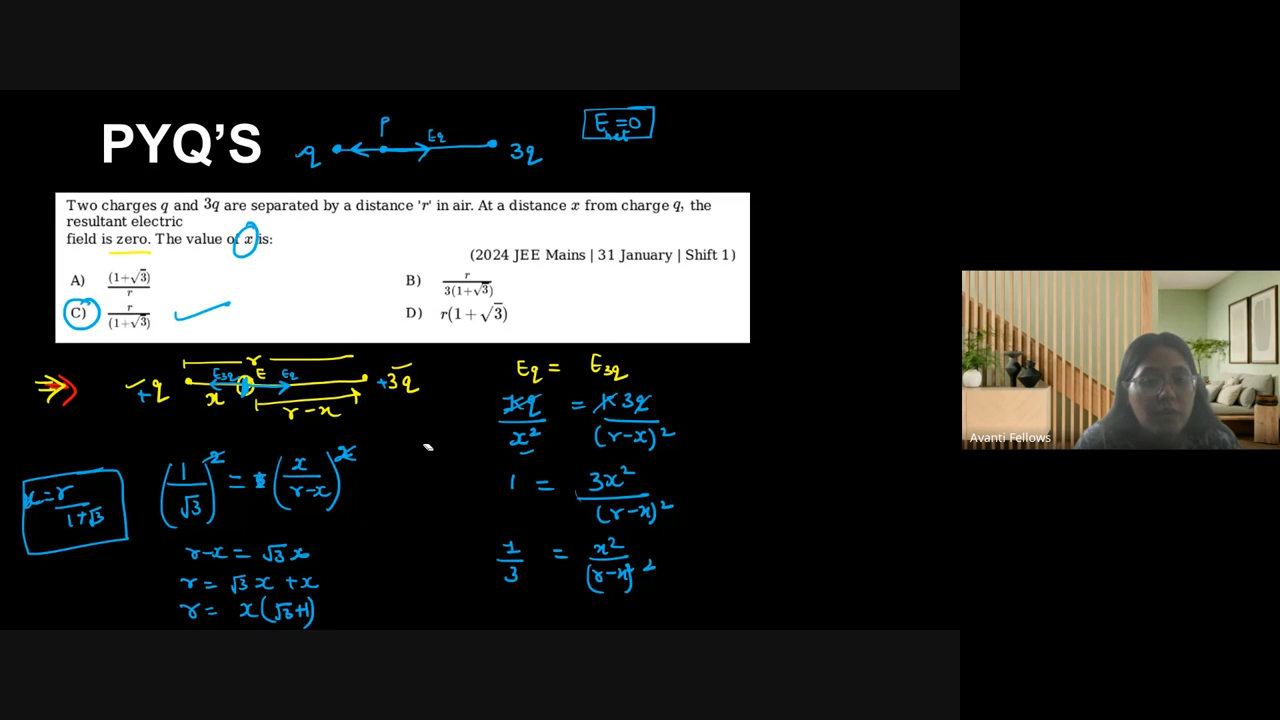 PYQ'S
q P Eq 3q
E net = 0
Two charges q and 3q are separated by a distance 'r' in air. At a distance x from charge q, the
resultant electric
field is zero. The value of x is:
(2024 JEE Mains | 31 January | Shift 1)
A) (1+√3)/r
B) r/3(1+√3)
C) r/(1+√3)
D) r(1+√3)
r
+q E3q E Eq +3q
x r-x
Eq = E3q
kq/x² = k3q/(r-x)²
1 = 3x²/(r-x)²
1/3 = x²/(r-x)²
(1/√3)² = (x/r-x)²
r-x = √3 x
r = √3 x + x
r = x(√3+1)
x = r/1+√3
Avanti Fellows